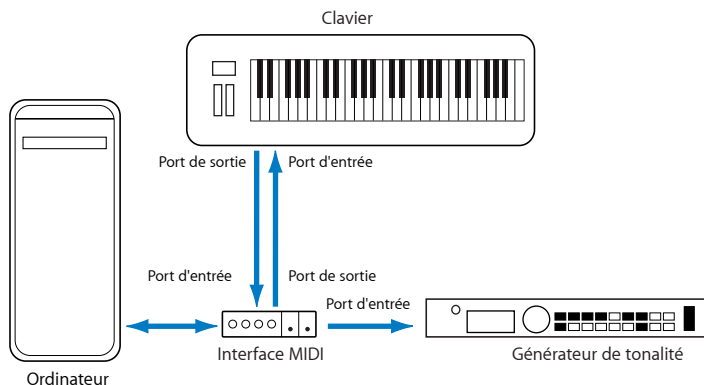 Clavier
Port de sortie
Port d'entrée
Port d'entrée
Port de sortie
Port d'entrée
Interface MIDI
Générateur de tonalité
Ordinateur